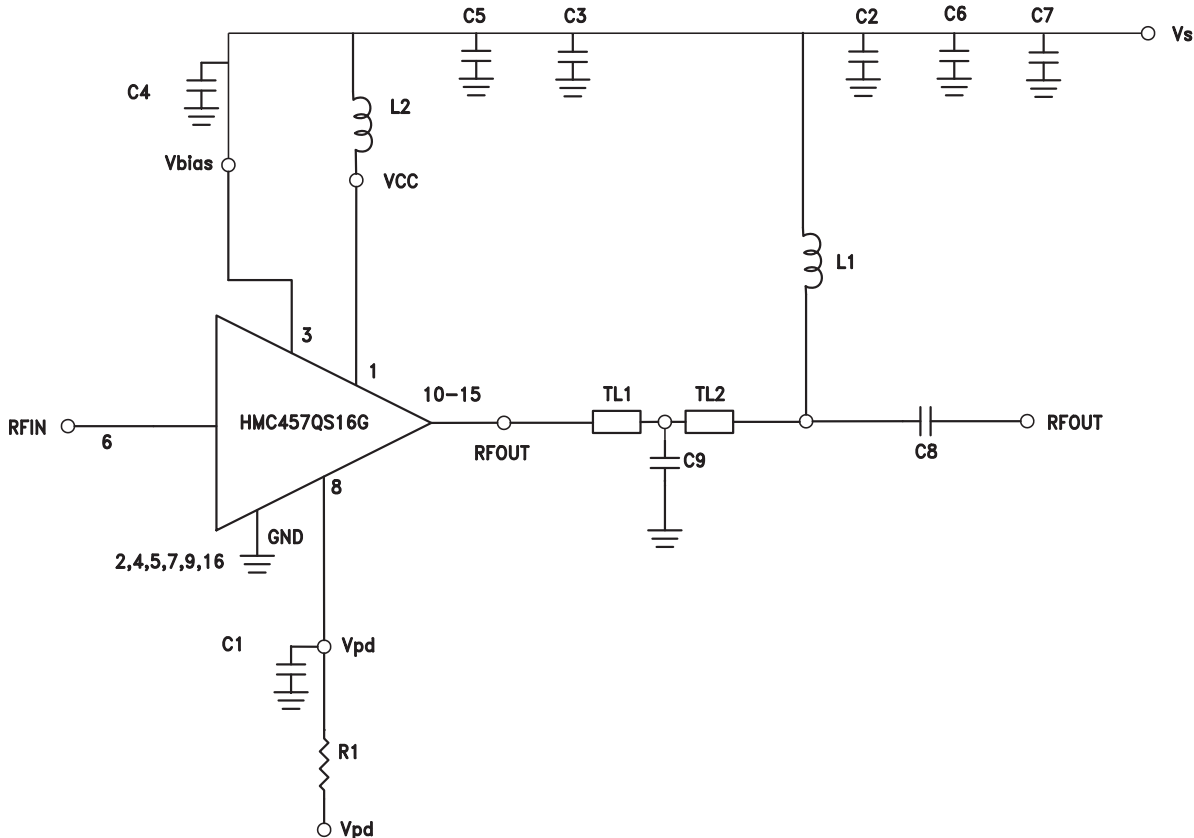 C5
C3
C2
C6
C7
Vs
C4
L2
Vbias
VCC
L1
3
1
10-15
TL1
TL2
HMC457QS16G
RFIN
6
RFOUT
C9
C8
RFOUT
8
GND
2,4,5,7,9,16
C1
Vpd
R1
Vpd